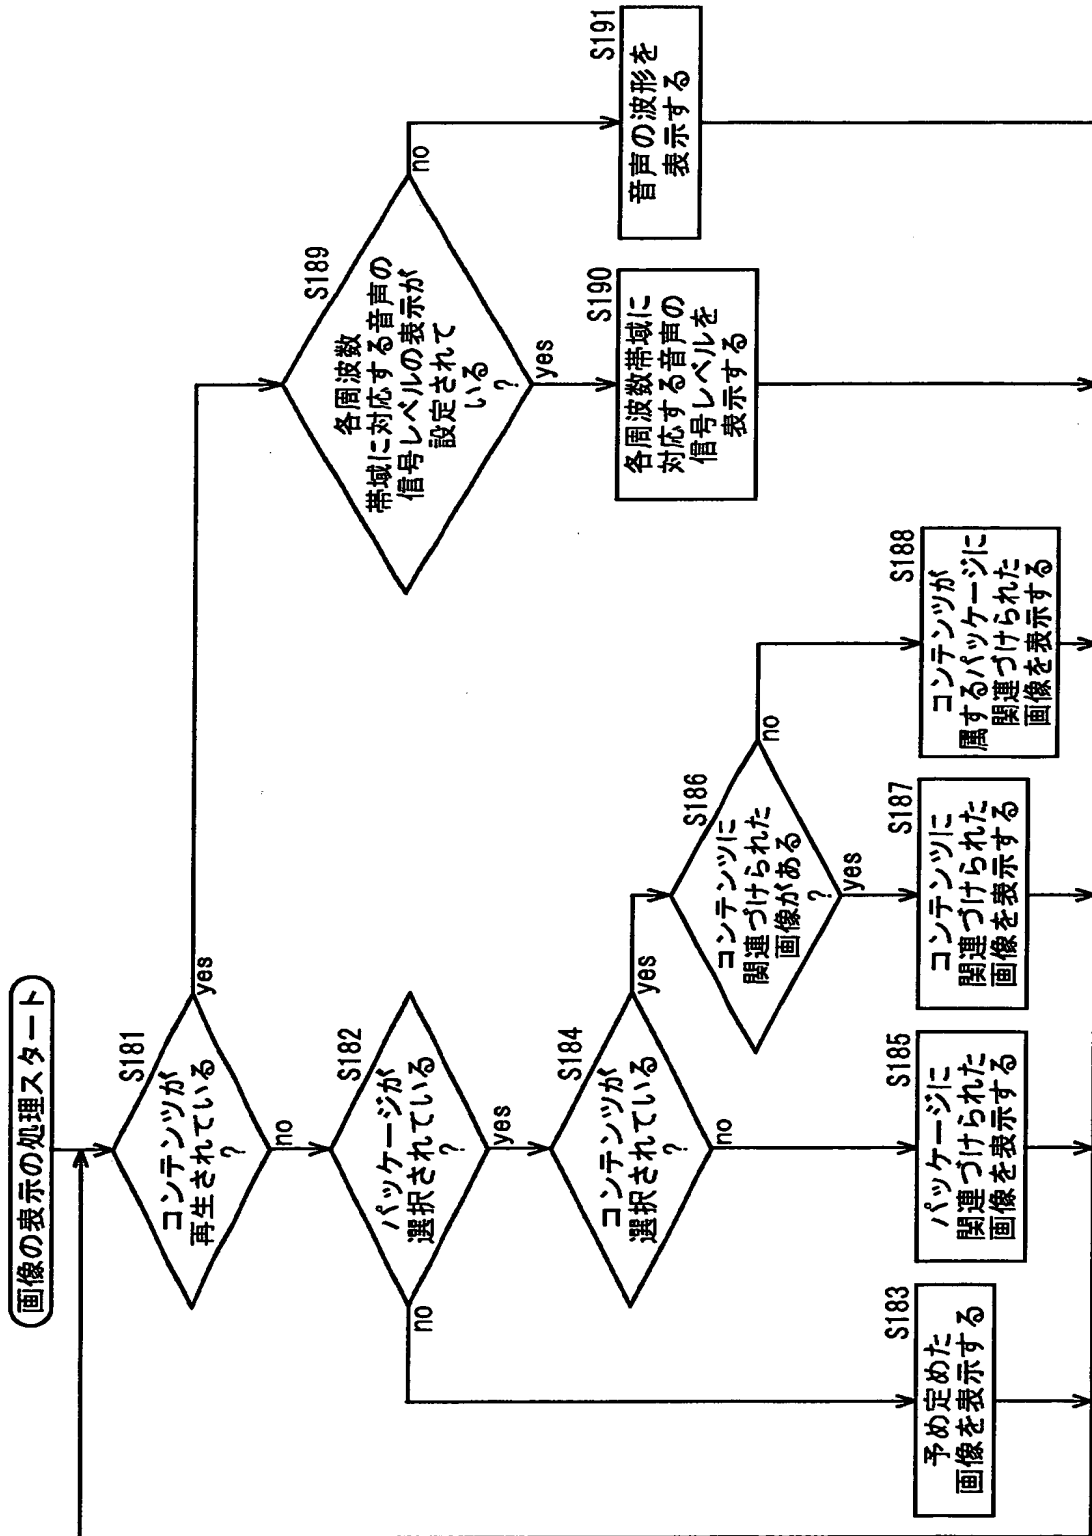 画像の表示の処理スタート
S181
コンテンツが
再生されている
?
yes
no
S182
パッケージが
選択されている
?
no
yes
S183
予め定めた
画像を表示する
S184
コンテンツが
選択されている
?
yes
no
S185
パッケージに
関連づけられた
画像を表示する
S186
コンテンツに
関連づけられた
画像がある
?
yes
no
S187
コンテンツに
関連づけられた
画像を表示する
S188
コンテンツが
属するパッケージに
関連づけられた
画像を表示する
S189
各周波数
帯域に対応する音声の
信号レベルの表示が
設定されて
いる
?
yes
no
S190
各周波数帯域に
対応する音声の
信号レベルを
表示する
S191
音声の波形を
表示する